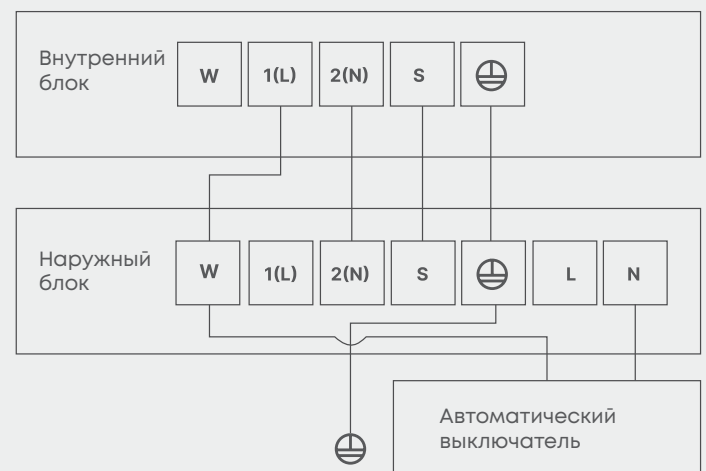 Внутренний
блок
W 1(L) 2(N) S
Наружный
блок
W 1(L) 2(N) S L N
Автоматический
выключатель